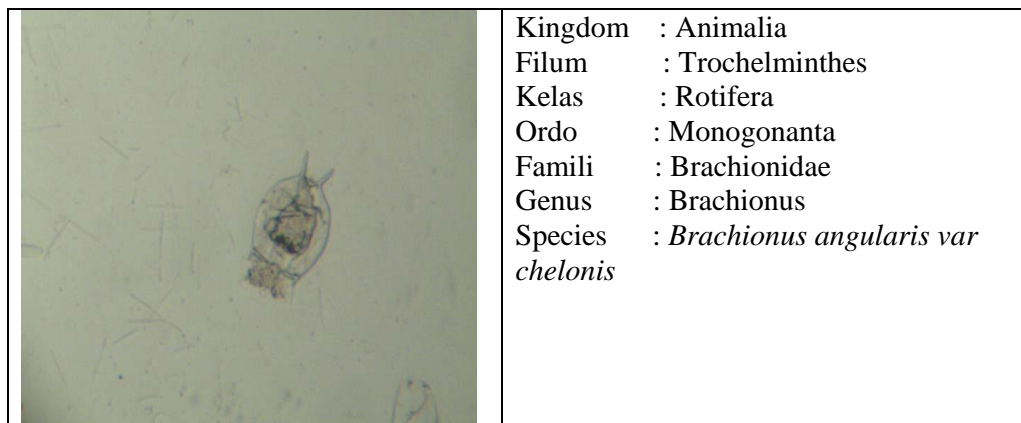 Kingdom : Animalia
Filum : Trochelminthes
Kelas : Rotifera
Ordo : Monogonanta
Famili : Brachionidae
Genus : Brachionus
Species : Brachionus angularis var
chelonis